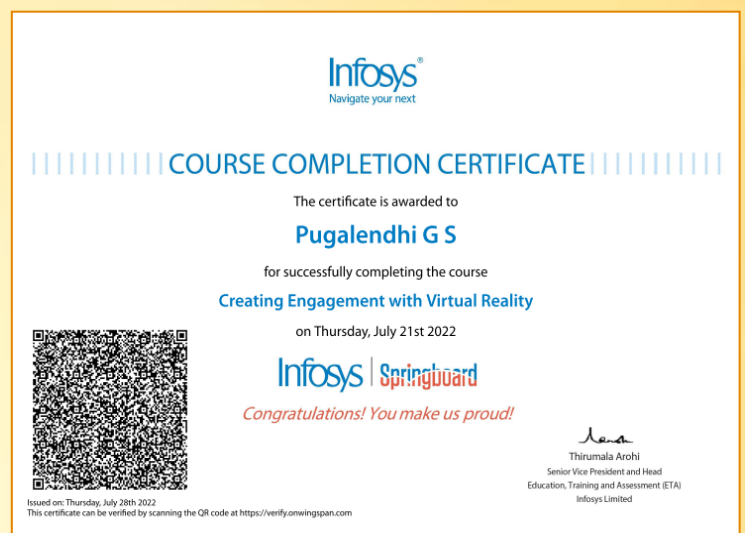 Infosys®
Navigate your next
COURSE COMPLETION CERTIFICATE
The certificate is awarded to
Pugalendhi G S
for successfully completing the course
Creating Engagement with Virtual Reality
on Thursday, July 21st 2022
Infosys | Springboard
Congratulations! You make us proud!
Thirumala Arohi
Senior Vice President and Head
Education, Training and Assessment (ETA)
Infosys Limited
Issued on: Thursday, July 28th 2022
This certificate can be verified by scanning the QR code at https://verify.onwingspan.com